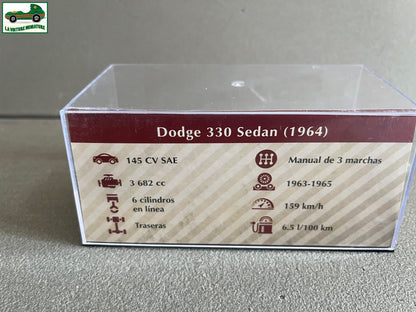 LA VOITURE MINIATURE
Dodge 330 Sedan (1964)
145 CV SAE
Manual de 3 marchas
3 682 cc
1963-1965
6 cilindros
en línea
159 km/h
Traseras
6.5 l/100 km